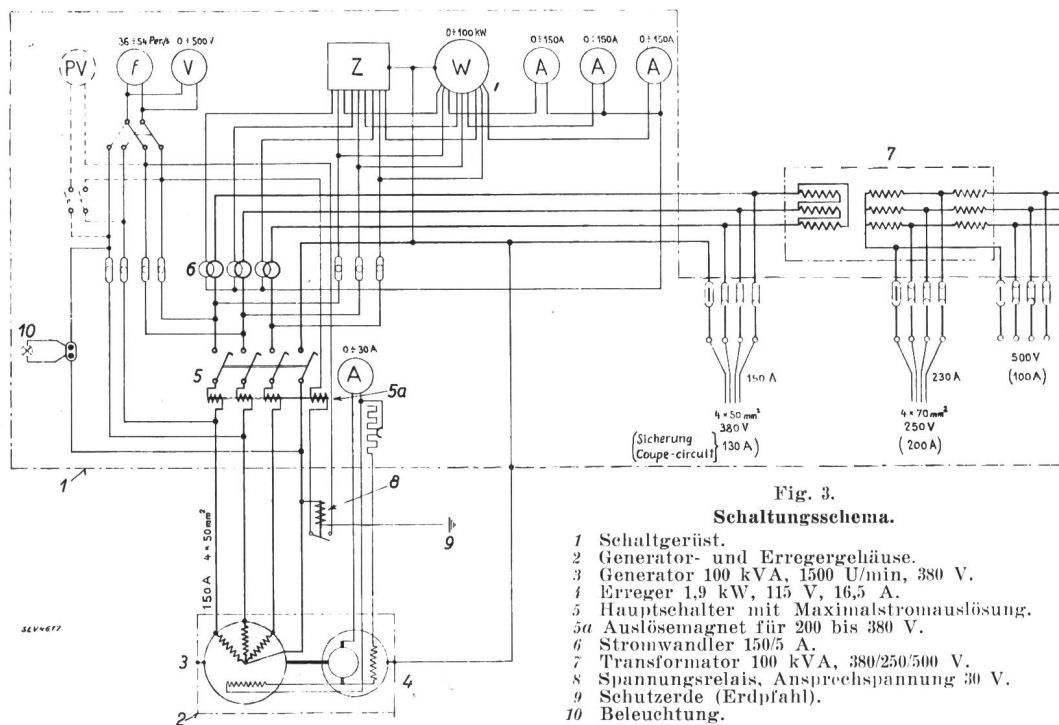 36 ÷ 54 Per/s
0 ÷ 500 V
0 ÷ 100 kW
0 ÷ 150A
0 ÷ 150A
0 ÷ 150A
PV
f
V
Z
W
A
A
A
7
6
10
5
0 ÷ 30 A
A
5a
150 A
4 × 50 mm²
380 V
(Sicherung
Coupe-circuit} 130 A)
230 A
4 × 70 mm²
250 V
(200 A)
500 V
(100 A)
1
8
9
150 A 4 × 50 mm²
SEV4617
3
4
2
Fig. 3.
Schaltungsschema.
1 Schaltgerüst.
2 Generator- und Erregergehäuse.
3 Generator 100 kVA, 1500 U/min, 380 V.
4 Erreger 1,9 kW, 115 V, 16,5 A.
5 Hauptschalter mit Maximalstromauslösung.
5a Auslösemagnet für 200 bis 380 V.
6 Stromwandler 150/5 A.
7 Transformator 100 kVA, 380/250/500 V.
8 Spannungsrelais, Ansprechspannung 30 V.
9 Schutzerde (Erdpfahl).
10 Beleuchtung.